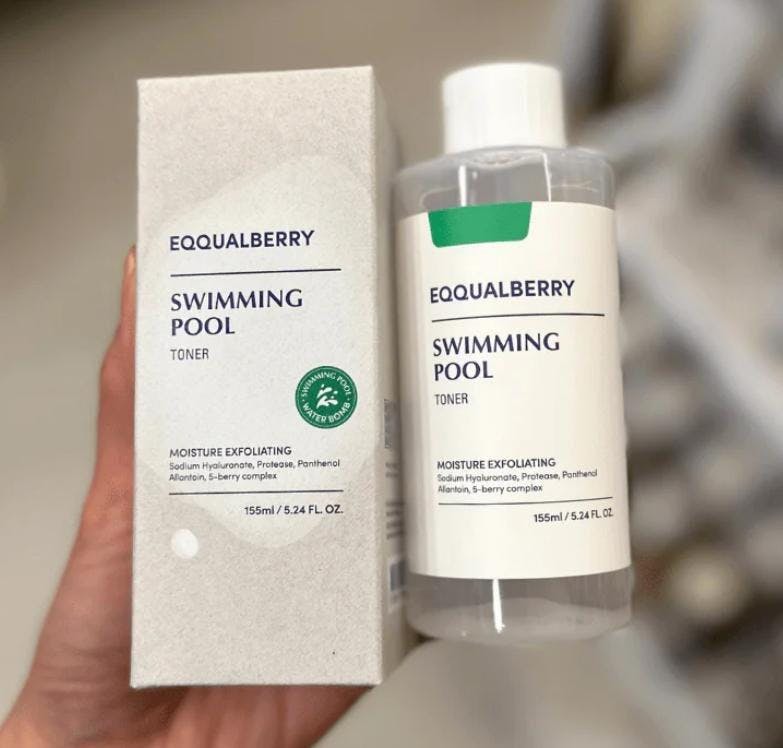 EQQUALBERRY
SWIMMING
POOL
TONER
SWIMMING POOL
WATER BOMB
MOISTURE EXFOLIATING
Sodium Hyaluronate, Protease, Panthenol
Allantoin, 5-berry complex
155ml / 5.24 FL. OZ.
EQQUALBERRY
SWIMMING
POOL
TONER
MOISTURE EXFOLIATING
Sodium Hyaluronate, Protease, Panthenol
Allantoin, 5-berry complex
155ml / 5.24 FL. OZ.